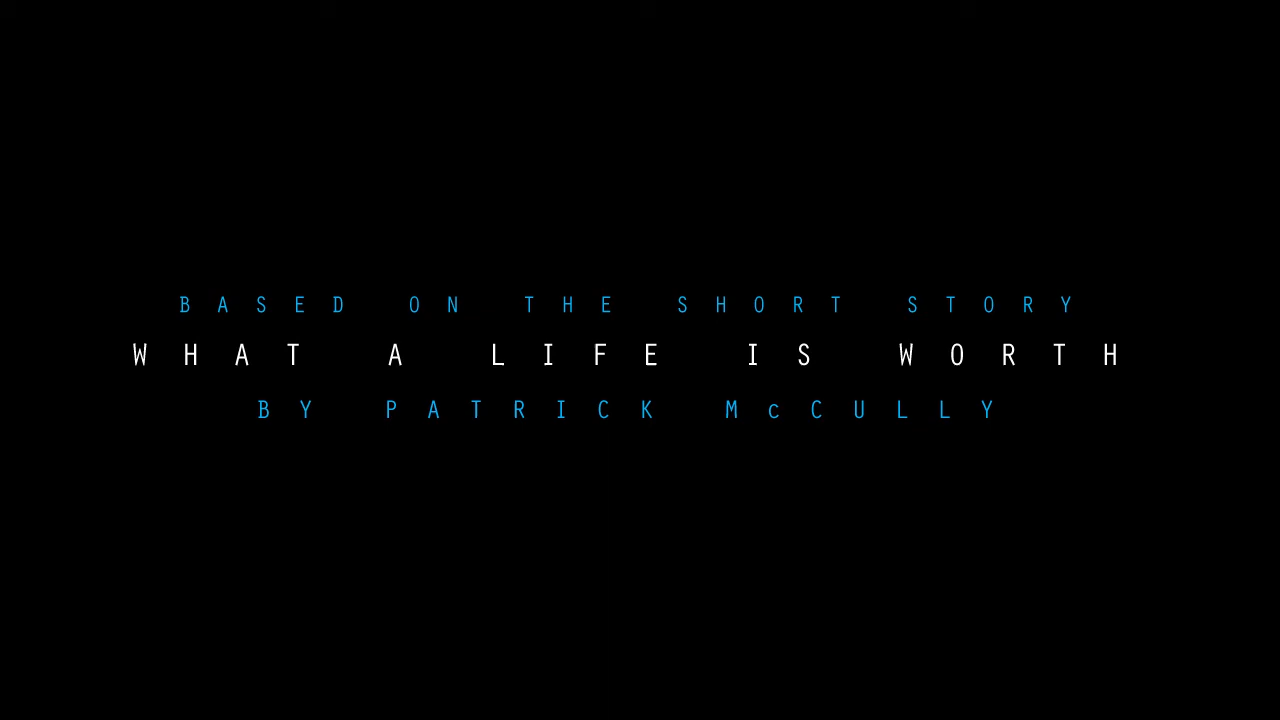 BASED ON THE SHORT STORY
WHAT A LIFE IS WORTH
BY PATRICK McCULLY